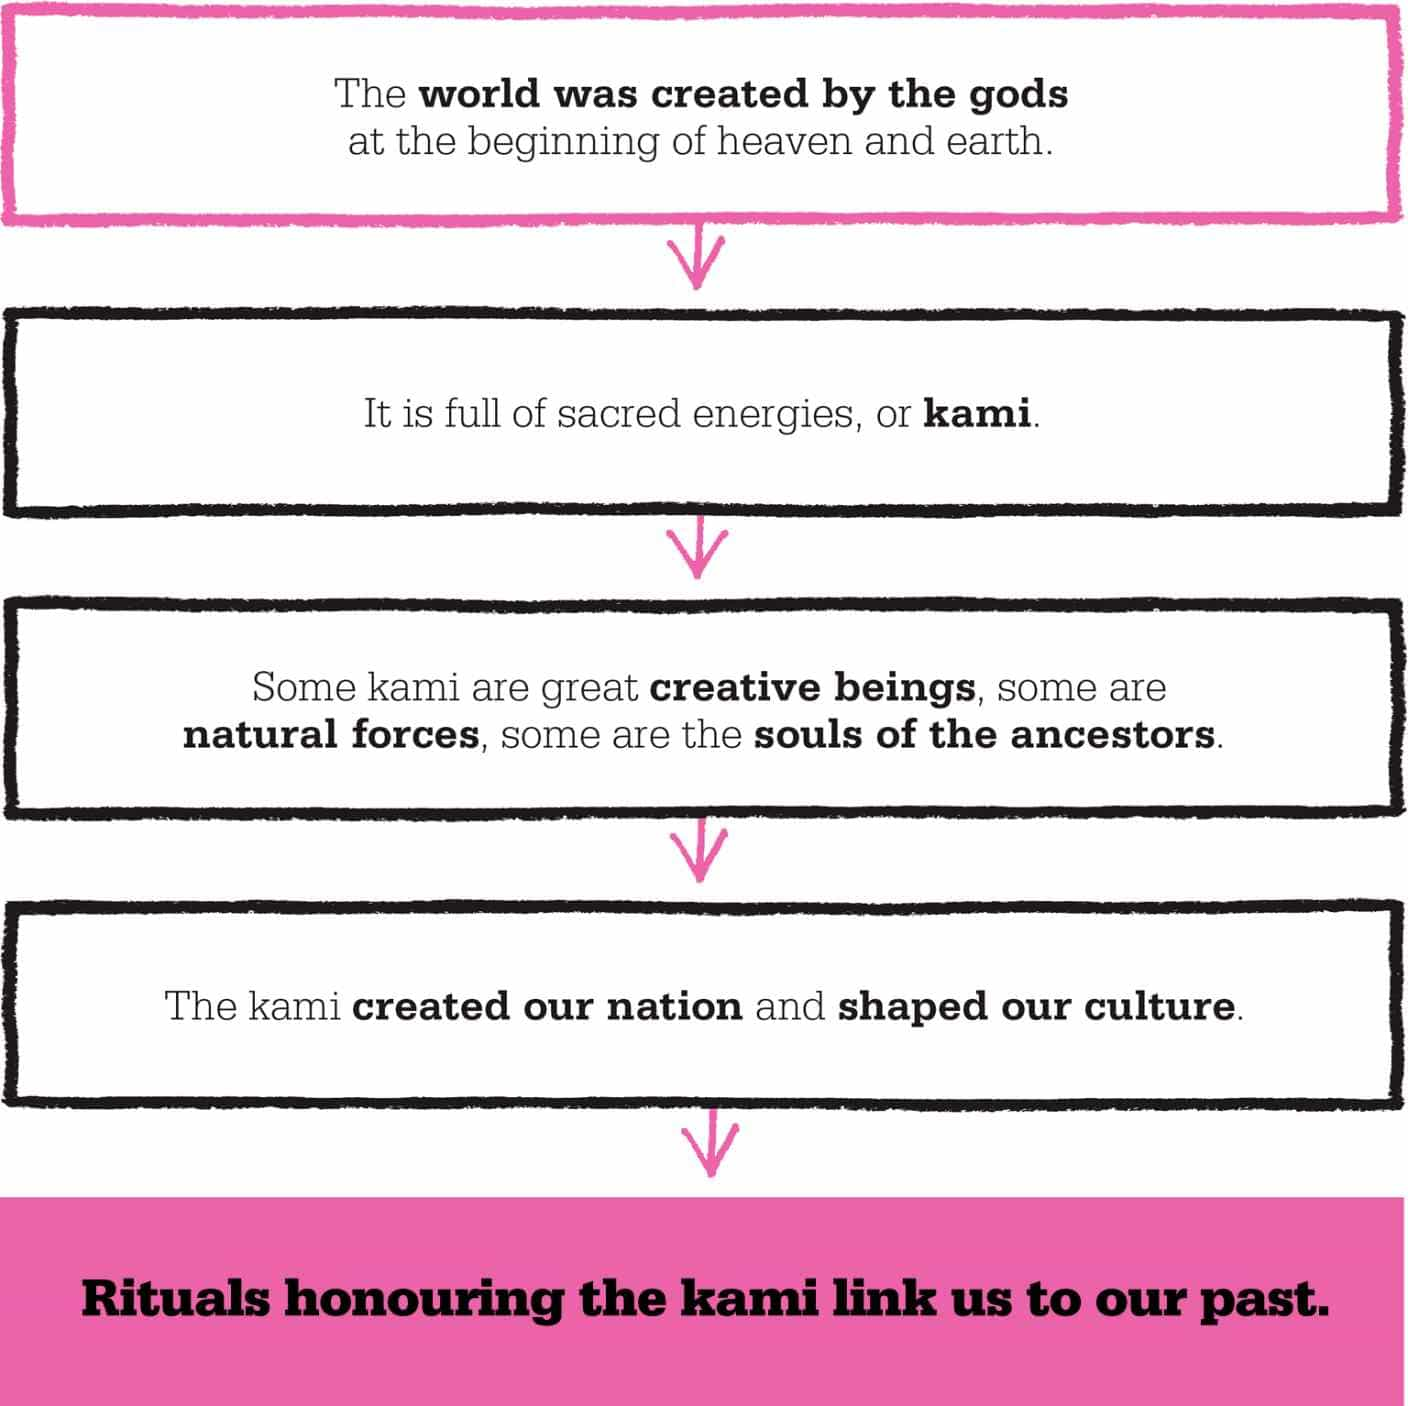 The world was created by the gods
at the beginning of heaven and earth.
It is full of sacred energies, or kami.
Some kami are great creative beings, some are
natural forces, some are the souls of the ancestors.
The kami created our nation and shaped our culture.
Rituals honouring the kami link us to our past.